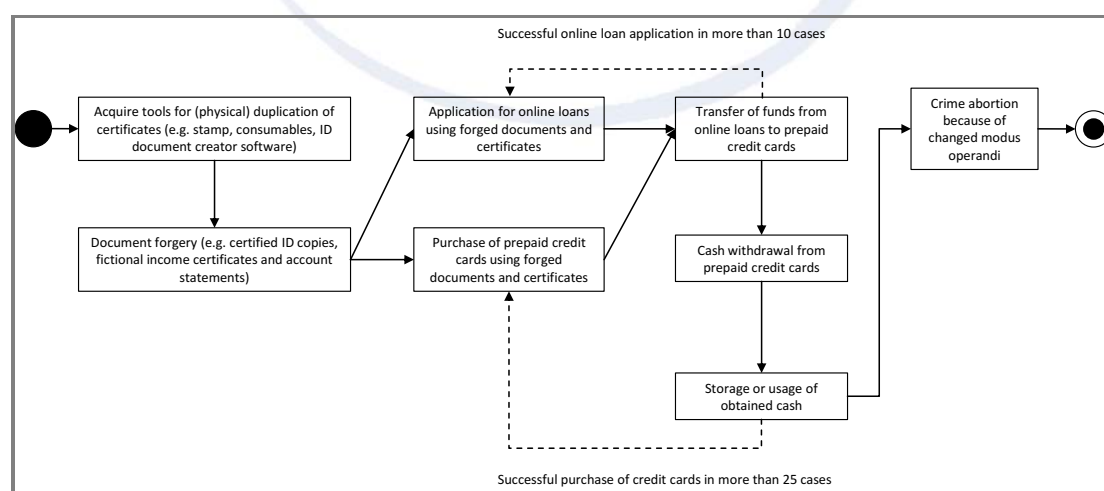 Successful online loan application in more than 10 cases
Acquire tools for (physical) duplication of
certificates (e.g. stamp, consumables, ID
document creator software)
Application for online loans
using forged documents and
certificates
Transfer of funds from
online loans to prepaid
credit cards
Crime abortion
because of
changed modus
operandi
Document forgery (e.g. certified ID copies,
fictional income certificates and account
statements)
Purchase of prepaid credit
cards using forged
documents and certificates
Cash withdrawal from
prepaid credit cards
Storage or usage of
obtained cash
Successful purchase of credit cards in more than 25 cases